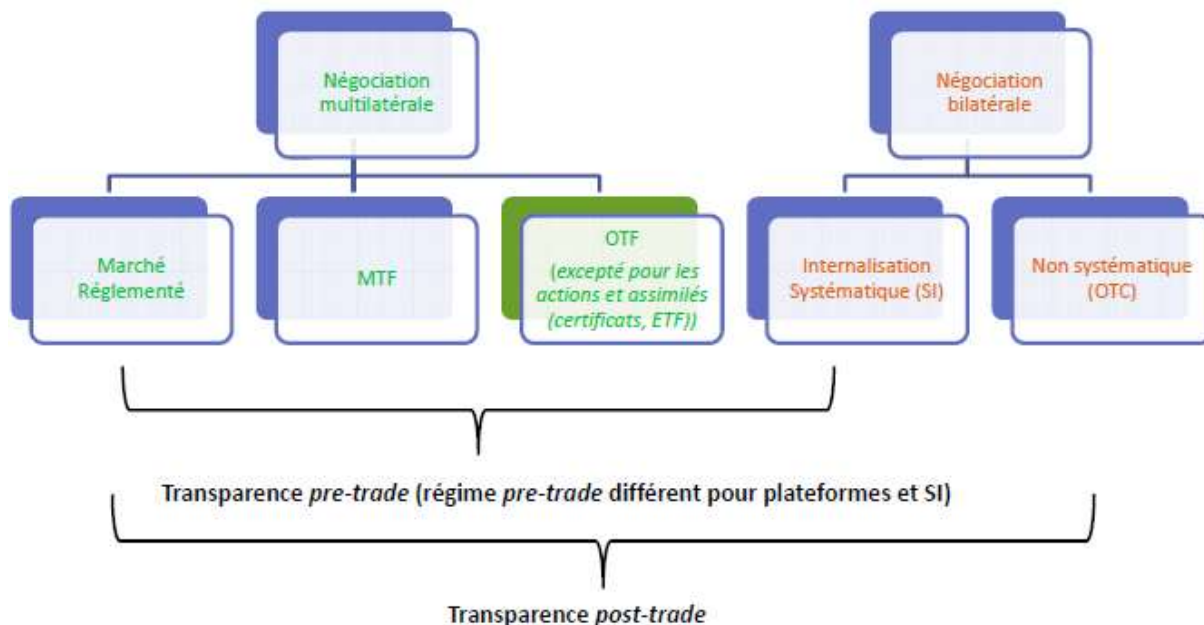 Négociation
multilatérale
Négociation
bilatérale
Marché
Réglementé
MTF
OTF
(excepté pour les
actions et assimilés
(certificats, ETF))
Internalisation
Systématique (SI)
Non systématique
(OTC)
Transparence pre-trade (régime pre-trade différent pour plateformes et SI)
Transparence post-trade